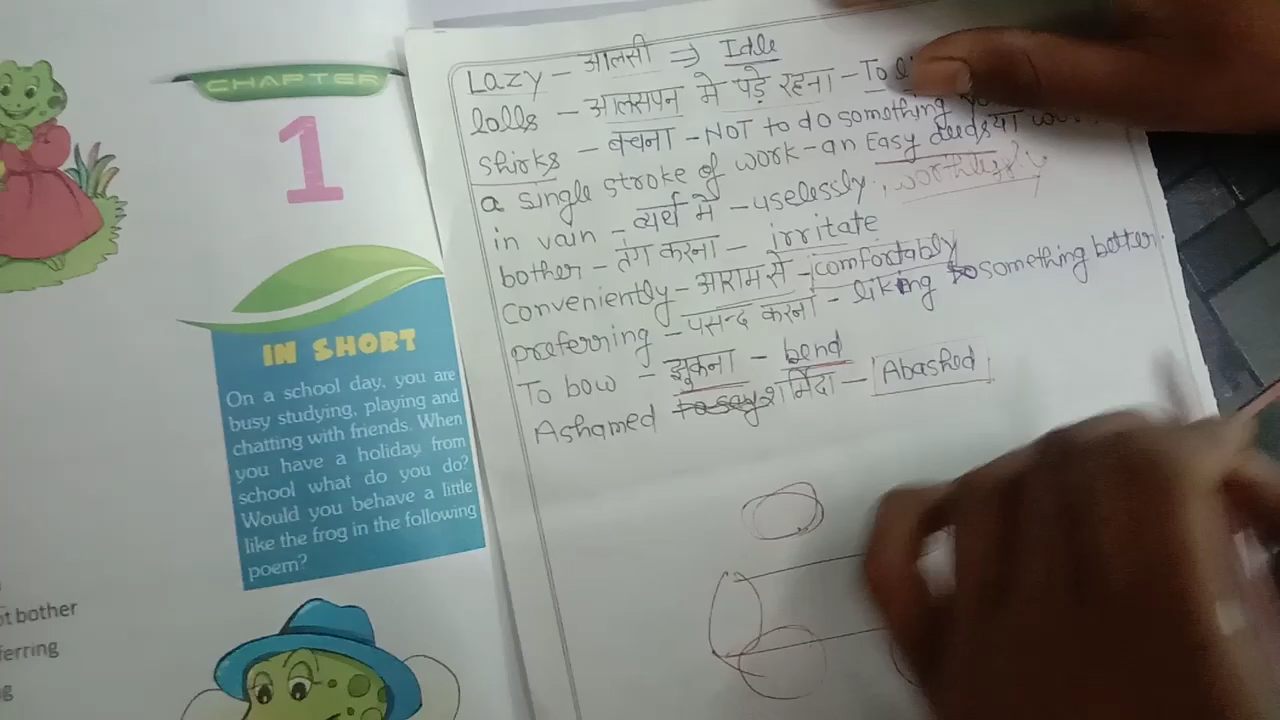 CHAPTER
1
IN SHORT
On a school day, you are
busy studying, playing and
chatting with friends. When
you have a holiday from
school what do you do?
Would you behave a little
like the frog in the following
poem?
bother
Lazy - आलसी ⇒ Idle
lolls - आलसपन मे पड़े रहना - To
shirks - बचना - NOT to do something
a single stroke of work - an Easy deeds या
in vain - व्यर्थ मे - uselessly, worthless
bother - तंग करना - irritate
Conveniently - आराम से - comfortably
preferring - पसन्द करना - liking something better.
To bow - झूकना - bend
Ashamed शर्मिदा - Abashed